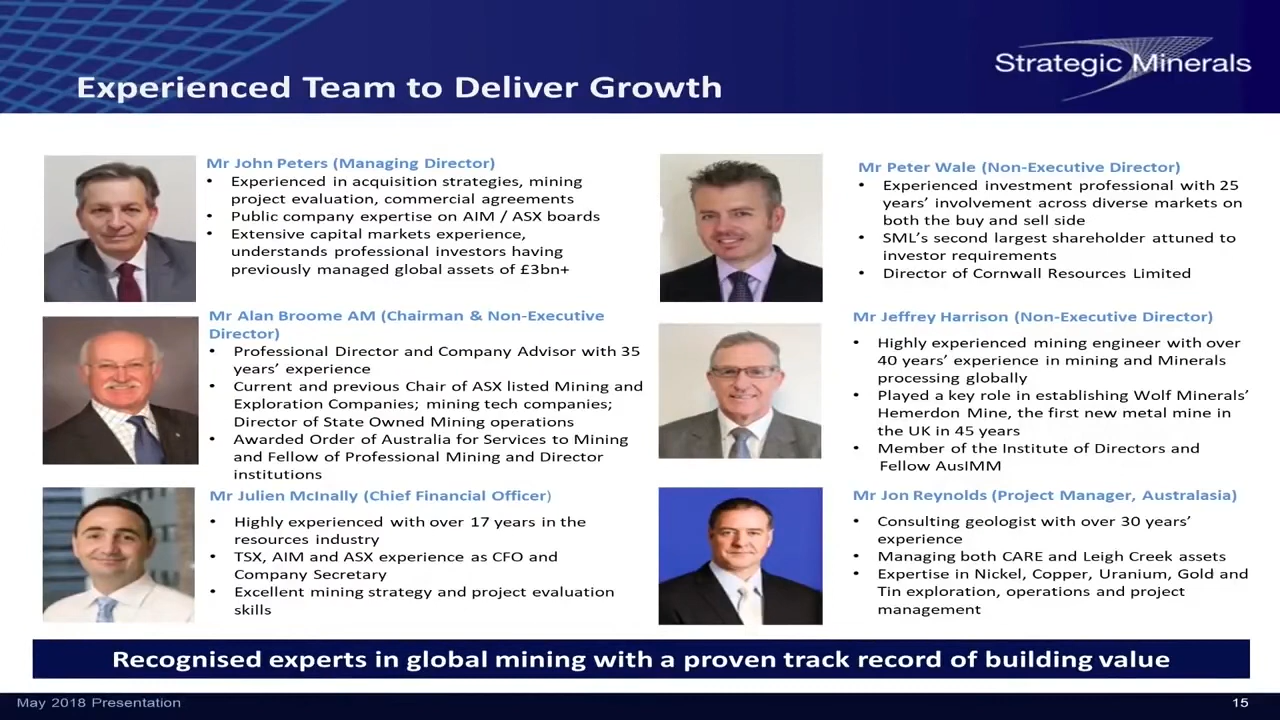 Experienced Team to Deliver Growth
Strategic Minerals
Mr John Peters (Managing Director)
• Experienced in acquisition strategies, mining
project evaluation, commercial agreements
• Public company expertise on AIM / ASX boards
• Extensive capital markets experience,
understands professional investors having
previously managed global assets of £3bn+
Mr Alan Broome AM (Chairman & Non-Executive
Director)
• Professional Director and Company Advisor with 35
years’ experience
• Current and previous Chair of ASX listed Mining and
Exploration Companies; mining tech companies;
Director of State Owned Mining operations
• Awarded Order of Australia for Services to Mining
and Fellow of Professional Mining and Director
institutions
Mr Julien McInally (Chief Financial Officer)
• Highly experienced with over 17 years in the
resources industry
• TSX, AIM and ASX experience as CFO and
Company Secretary
• Excellent mining strategy and project evaluation
skills
Mr Peter Wale (Non-Executive Director)
• Experienced investment professional with 25
years’ involvement across diverse markets on
both the buy and sell side
• SML’s second largest shareholder attuned to
investor requirements
• Director of Cornwall Resources Limited
Mr Jeffrey Harrison (Non-Executive Director)
• Highly experienced mining engineer with over
40 years’ experience in mining and Minerals
processing globally
• Played a key role in establishing Wolf Minerals’
Hemerdon Mine, the first new metal mine in
the UK in 45 years
• Member of the Institute of Directors and
Fellow AusIMM
Mr Jon Reynolds (Project Manager, Australasia)
• Consulting geologist with over 30 years’
experience
• Managing both CARE and Leigh Creek assets
• Expertise in Nickel, Copper, Uranium, Gold and
Tin exploration, operations and project
management
Recognised experts in global mining with a proven track record of building value
May 2018 Presentation
15